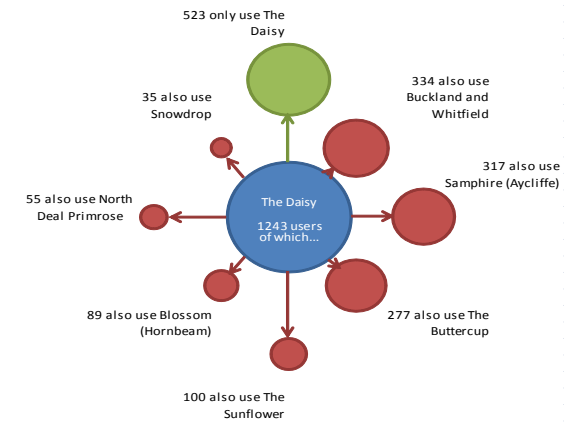 523 only use The
Daisy
334 also use
Buckland and
Whitfield
35 also use
Snowdrop
317 also use
Samphire (Aycliffe)
55 also use North
Deal Primrose
The Daisy
1243 users
of which...
89 also use Blossom
(Hornbeam)
277 also use The
Buttercup
100 also use The
Sunflower